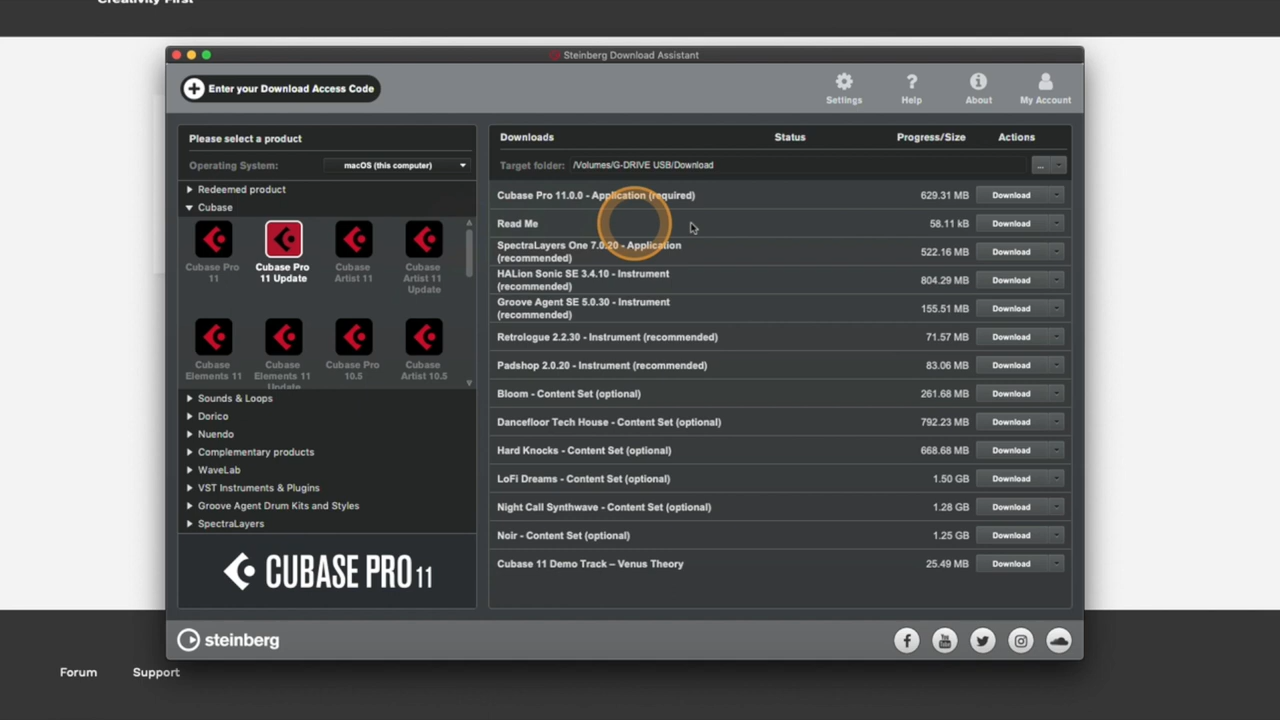 Creativity First
Steinberg Download Assistant
Enter your Download Access Code
Settings
Help
About
My Account
Please select a product
Operating System:
macOS (this computer)
Redeemed product
Cubase
Cubase Pro
11
Cubase Pro
11 Update
Cubase
Artist 11
Cubase
Artist 11
Update
Cubase
Elements 11
Cubase
Elements 11
Update
Cubase Pro
10.5
Cubase
Artist 10.5
Sounds & Loops
Dorico
Nuendo
Complementary products
WaveLab
VST Instruments & Plugins
Groove Agent Drum Kits and Styles
SpectraLayers
CUBASE PRO 11
Downloads Status Progress/Size Actions
Target folder: /Volumes/G-DRIVE USB/Download ...
Cubase Pro 11.0.0 - Application (required) 629.31 MB Download
Read Me 58.11 kB Download
SpectraLayers One 7.0.20 - Application
(recommended) 522.16 MB Download
HALion Sonic SE 3.4.10 - Instrument
(recommended) 804.29 MB Download
Groove Agent SE 5.0.30 - Instrument
(recommended) 155.51 MB Download
Retrologue 2.2.30 - Instrument (recommended) 71.57 MB Download
Padshop 2.0.20 - Instrument (recommended) 83.06 MB Download
Bloom - Content Set (optional) 261.68 MB Download
Dancefloor Tech House - Content Set (optional) 792.23 MB Download
Hard Knocks - Content Set (optional) 668.68 MB Download
LoFi Dreams - Content Set (optional) 1.50 GB Download
Night Call Synthwave - Content Set (optional) 1.28 GB Download
Noir - Content Set (optional) 1.25 GB Download
Cubase 11 Demo Track – Venus Theory 25.49 MB Download
steinberg
Forum
Support